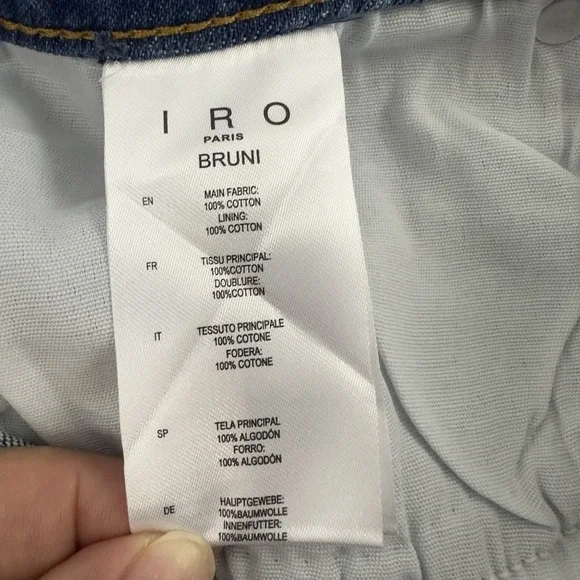 I R O
PARIS
BRUNI
EN
MAIN FABRIC:
100% COTTON
LINING:
100% COTTON
FR
TISSU PRINCIPAL:
100%COTTON
DOUBLURE:
100%COTTON
IT
TESSUTO PRINCIPALE
100% COTONE
FODERA:
100% COTONE
SP
TELA PRINCIPAL
100% ALGODÓN
FORRO:
100% ALGODÓN
DE
HAUPTGEWEBE:
100%BAUMWOLLE
INNENFUTTER:
100%BAUMWOLLE